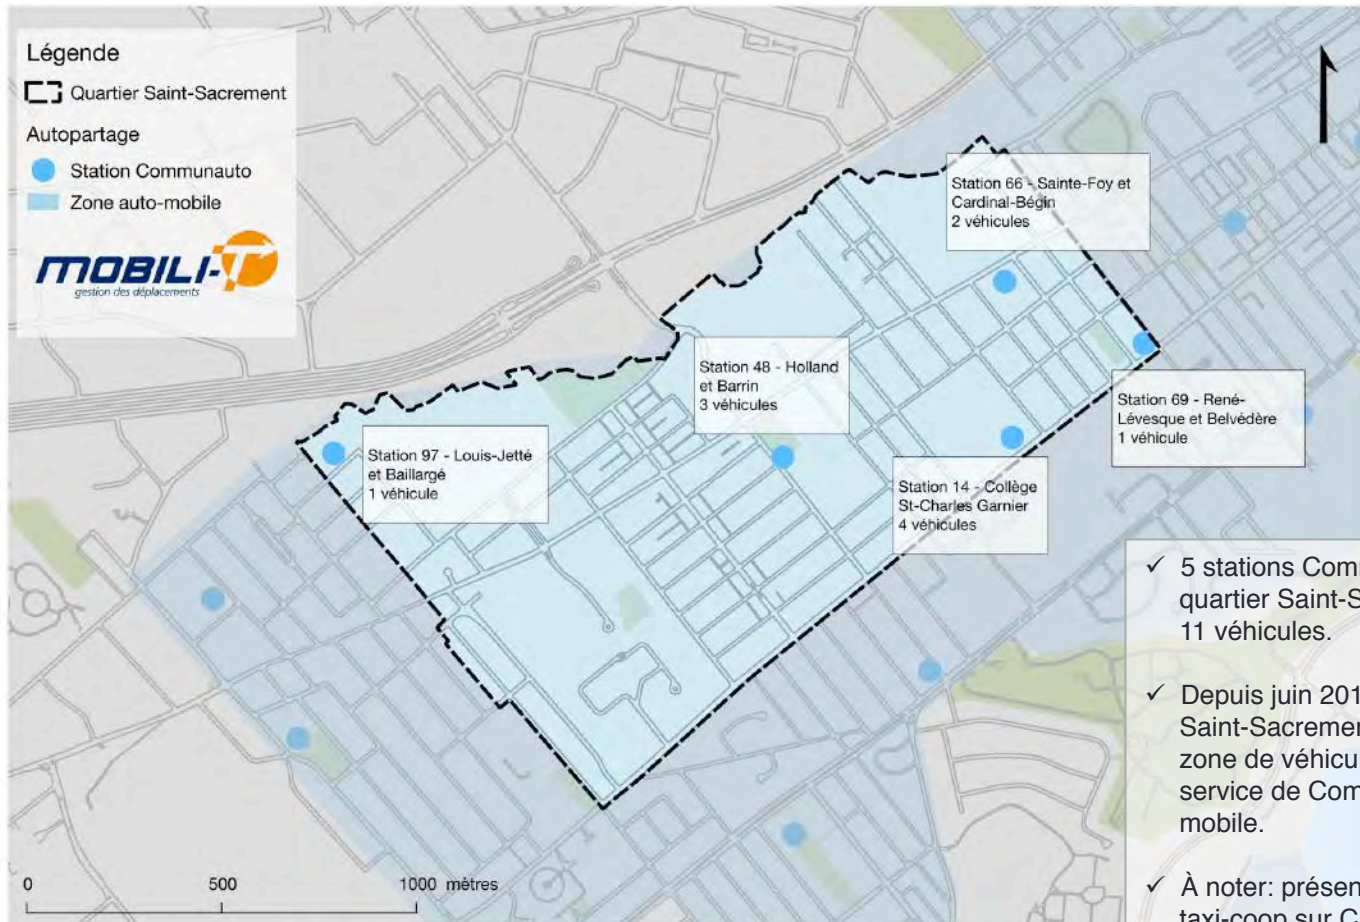 Légende
Quartier Saint-Sacrement
Autopartage
Station Communauto
Zone auto-mobile
MOBILI-T
gestion des déplacements
Station 66 - Sainte-Foy et
Cardinal-Bégin
2 véhicules
Station 48 - Holland
et Barrin
3 véhicules
Station 69 - René-
Lévesque et Belvédère
1 véhicule
Station 97 - Louis-Jetté
et Baillargé
1 véhicule
Station 14 - Collège
St-Charles Garnier
4 véhicules
✓ 5 stations Com
quartier Saint-S
11 véhicules.
✓ Depuis juin 201
Saint-Sacremen
zone de véhicu
service de Com
mobile.
✓ À noter: présen
taxi-coop sur C
0 500 1000 mètres